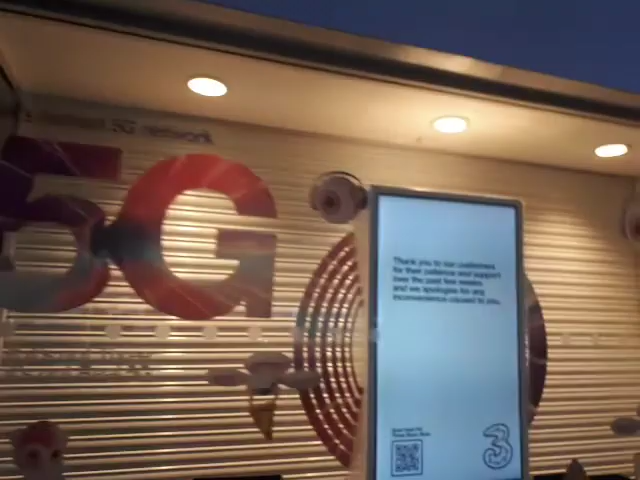 5G network
5G
Thank you to our customers
for their patience and support
over the past few weeks
and we apologise for any
inconvenience caused to you.
3